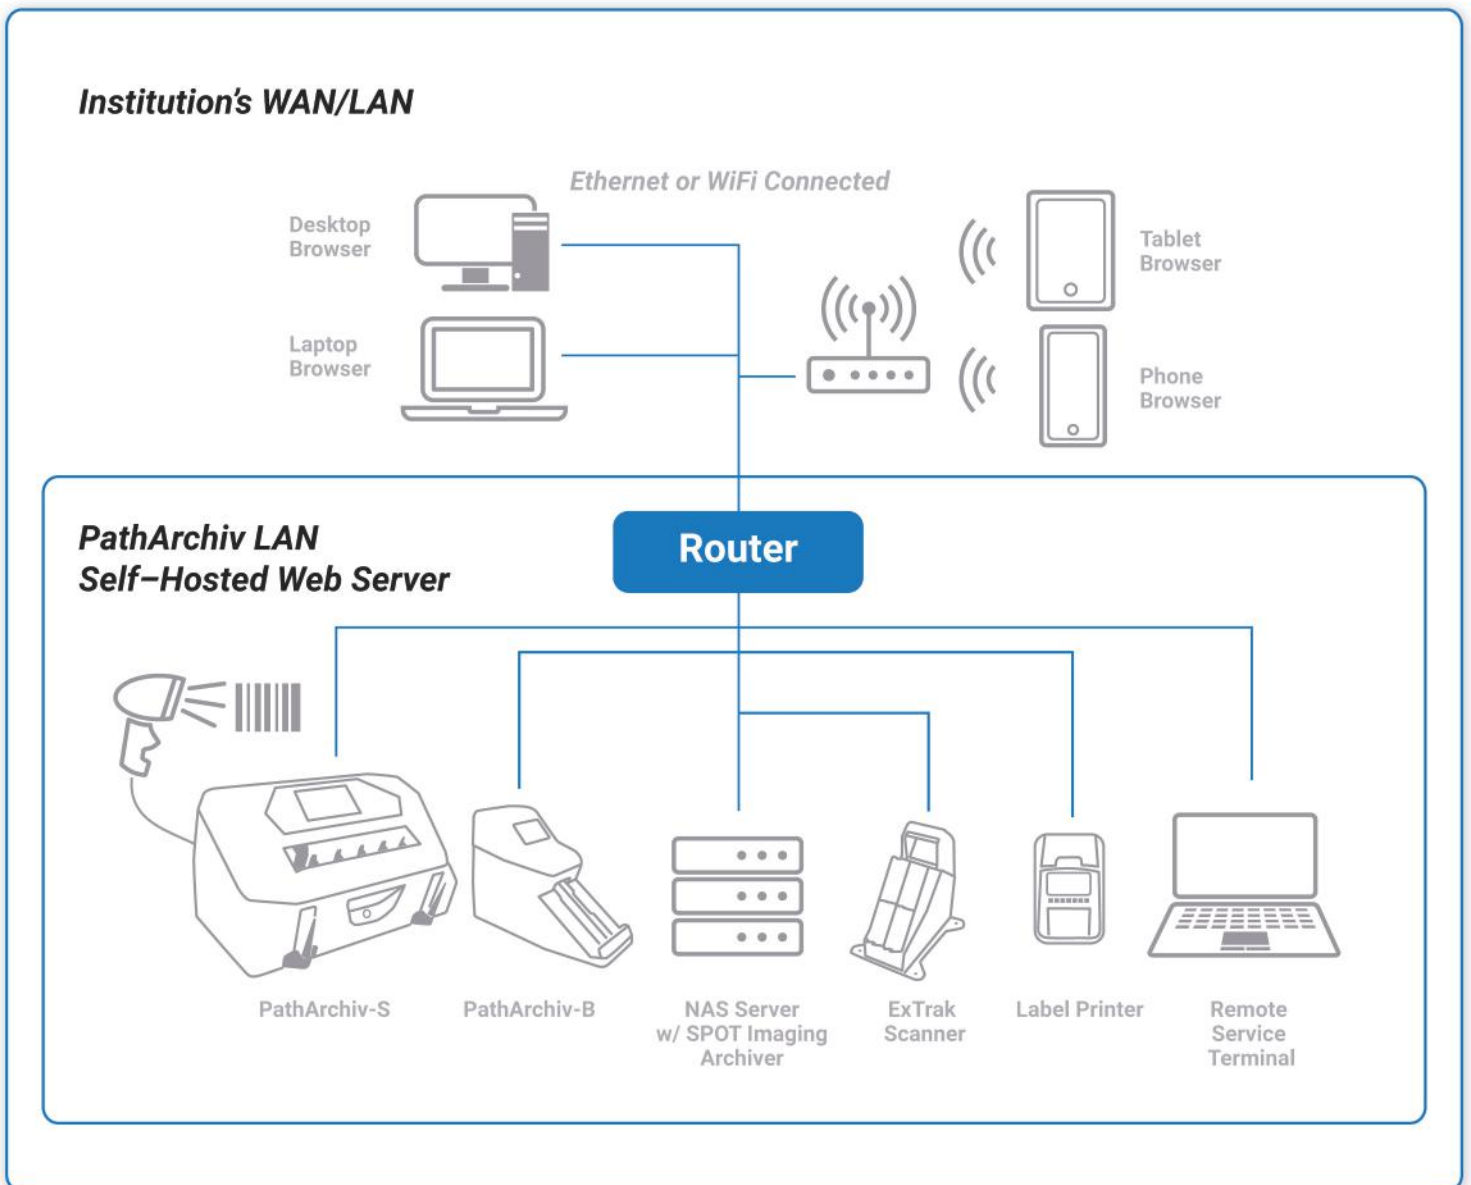 Institution's WAN/LAN
Ethernet or WiFi Connected
Desktop
Browser
Tablet
Browser
Laptop
Browser
Phone
Browser
PathArchiv LAN
Self–Hosted Web Server
Router
PathArchiv-S
PathArchiv-B
NAS Server
w/ SPOT Imaging
Archiver
ExTrak
Scanner
Label Printer
Remote
Service
Terminal